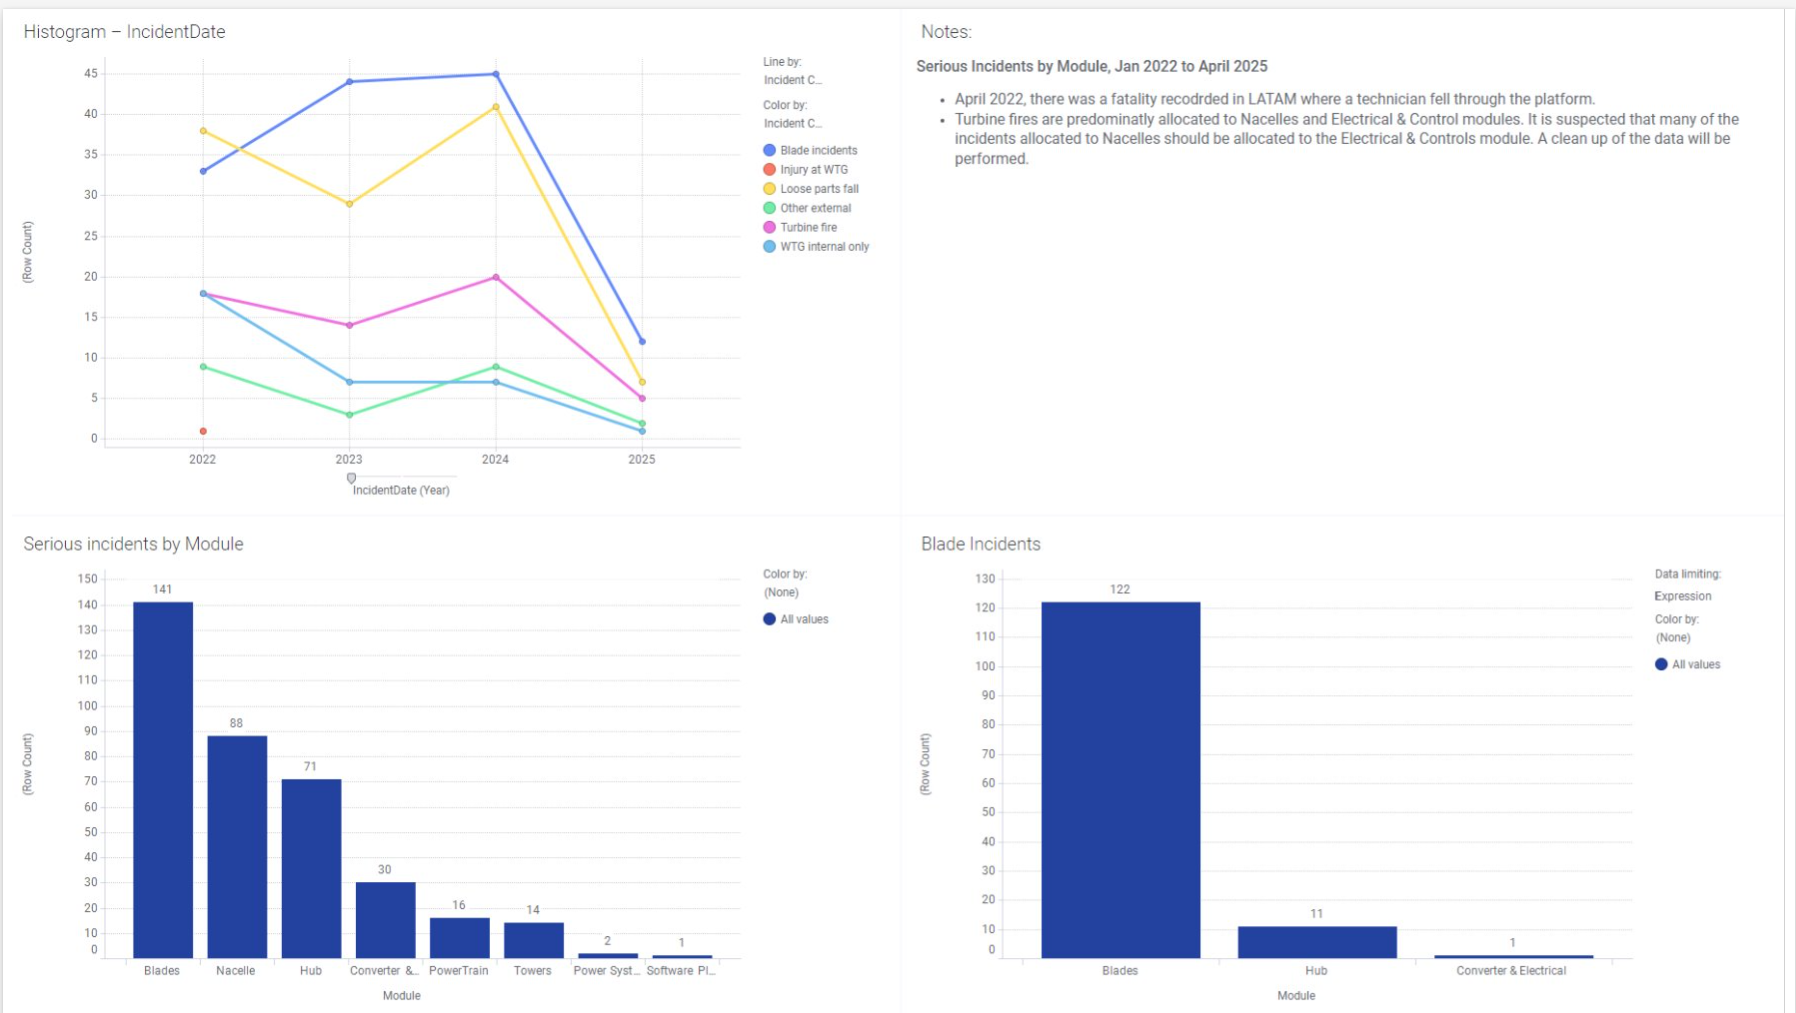 Histogram – IncidentDate
(Row Count)
45
40
35
30
25
20
15
10
5
0
2022 2023 2024 2025
IncidentDate (Year)
Line by:
Incident C...
Color by:
Incident C...
Blade incidents
Injury at WTG
Loose parts fall
Other external
Turbine fire
WTG internal only
Notes:
Serious Incidents by Module, Jan 2022 to April 2025
• April 2022, there was a fatality recodrded in LATAM where a technician fell through the platform.
• Turbine fires are predominatly allocated to Nacelles and Electrical & Control modules. It is suspected that many of the
incidents allocated to Nacelles should be allocated to the Electrical & Controls module. A clean up of the data will be
performed.
Serious incidents by Module
(Row Count)
150
140
130
120
110
100
90
80
70
60
50
40
30
20
10
0
141
88
71
30
16
14
2
1
Blades Nacelle Hub Converter &... PowerTrain Towers Power Syst... Software Pl...
Module
Color by:
(None)
All values
Blade Incidents
(Row Count)
130
120
110
100
90
80
70
60
50
40
30
20
10
0
122
11
1
Blades Hub Converter & Electrical
Module
Data limiting:
Expression
Color by:
(None)
All values